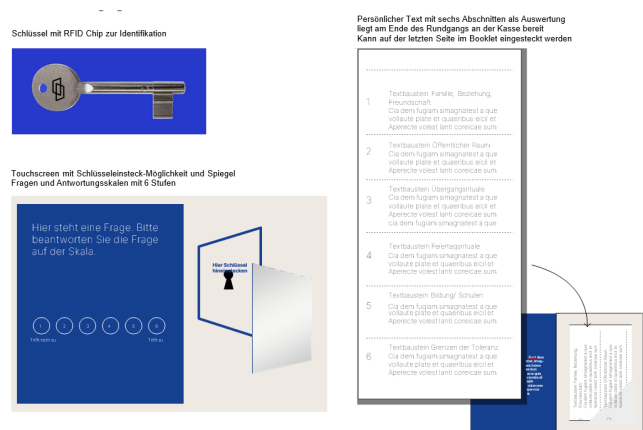 Schlüssel mit RFID Chip zur Identifikation
Touchscreen mit Schlüsseleinsteck-Möglichkeit und Spiegel
Fragen und Antwortungsskalen mit 6 Stufen
Hier steht eine Frage. Bitte
beantworten Sie die Frage
auf der Skala.
1 2 3 4 5 6
Trifft nicht zu Trifft zu
Hier Schlüssel
hineinstecken
Persönlicher Text mit sechs Abschnitten als Auswertung
liegt am Ende des Rundgangs an der Kasse bereit
Kann auf der letzten Seite im Booklet eingesteckt werden
1 Textbaustein Familie, Beziehung,
Freundschaft
Cia dem fugiam simagnatest a que
vollaute plate et quaeribus eicil et
Aperecte volest lanti coreicae sum
2 Textbaustein Öffentlicher Raum
Cia dem fugiam simagnatest a que
vollaute plate et quaeribus eicil et
Aperecte volest lanti coreicae sum
3 Textbaustein Übergangsrituale
Cia dem fugiam simagnatest a que
vollaute plate et quaeribus eicil et
Aperecte volest lanti coreicae sum
cia dem fugiam simagnatest a que
4 Textbaustein Feiertagsrituale
Cia dem fugiam simagnatest a que
vollaute plate et quaeribus eicil et
Aperecte volest lanti coreicae sum
5 Textbaustein Bildung/ Schulen
Cia dem fugiam simagnatest a que
vollaute plate et quaeribus eicil et
Aperecte volest lanti coreicae sum
6 Textbaustein Grenzen der Toleranz
Cia dem fugiam simagnatest a que
vollaute plate et quaeribus eicil et
Aperecte volest lanti coreicae sum